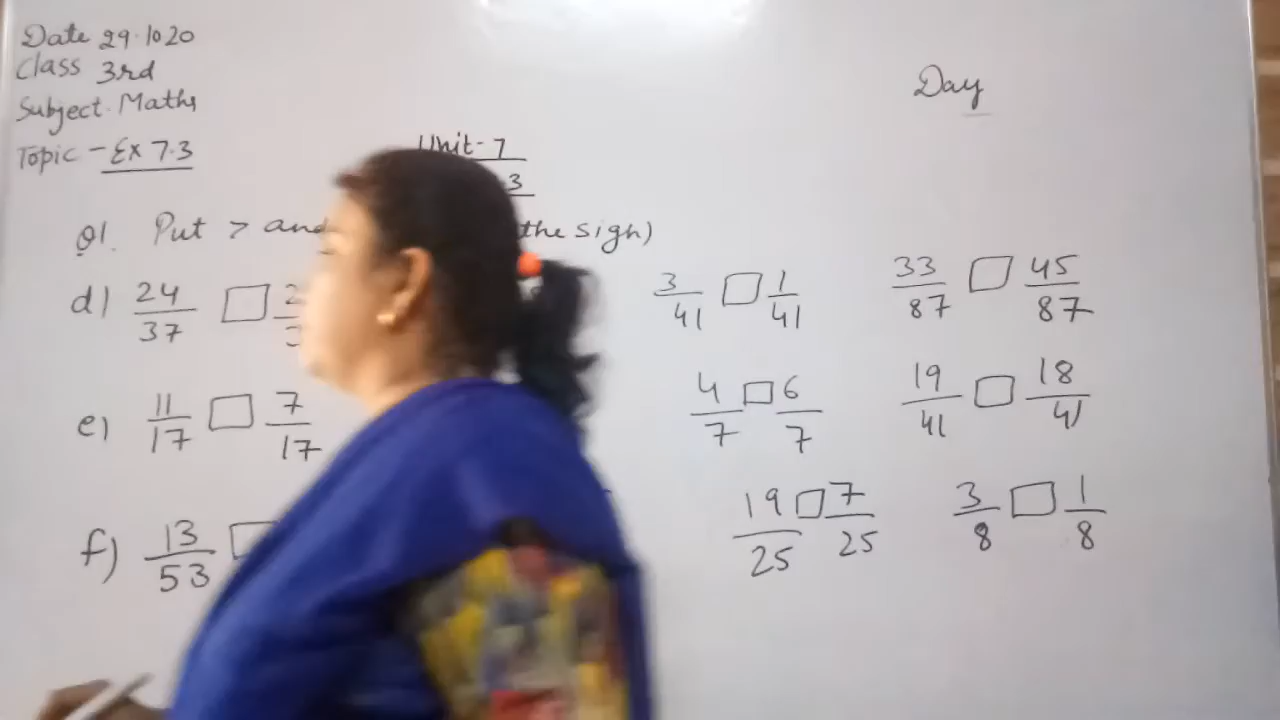 Date 29.10.20
Class 3rd
Subject. Maths
Topic - Ex 7.3
Day
Unit-7
3
Q1. Put > and the sign)
d) 24/37 □ 3/41 □ 1/41 33/87 □ 45/87
e) 11/17 □ 7/17 4/7 □ 6/7 19/41 □ 18/41
f) 13/53 □ 19/25 □ 7/25 3/8 □ 1/8